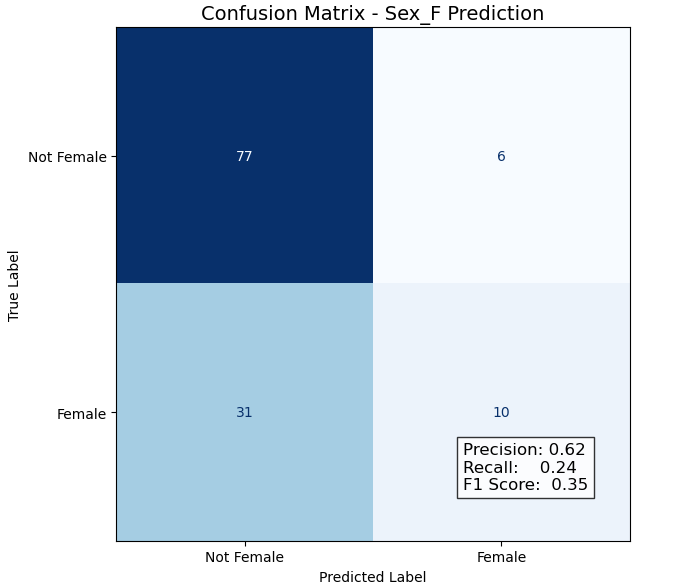 Confusion Matrix - Sex_F Prediction
True Label
Not Female
77
6
Female
31
10
Precision: 0.62
Recall: 0.24
F1 Score: 0.35
Not Female
Female
Predicted Label